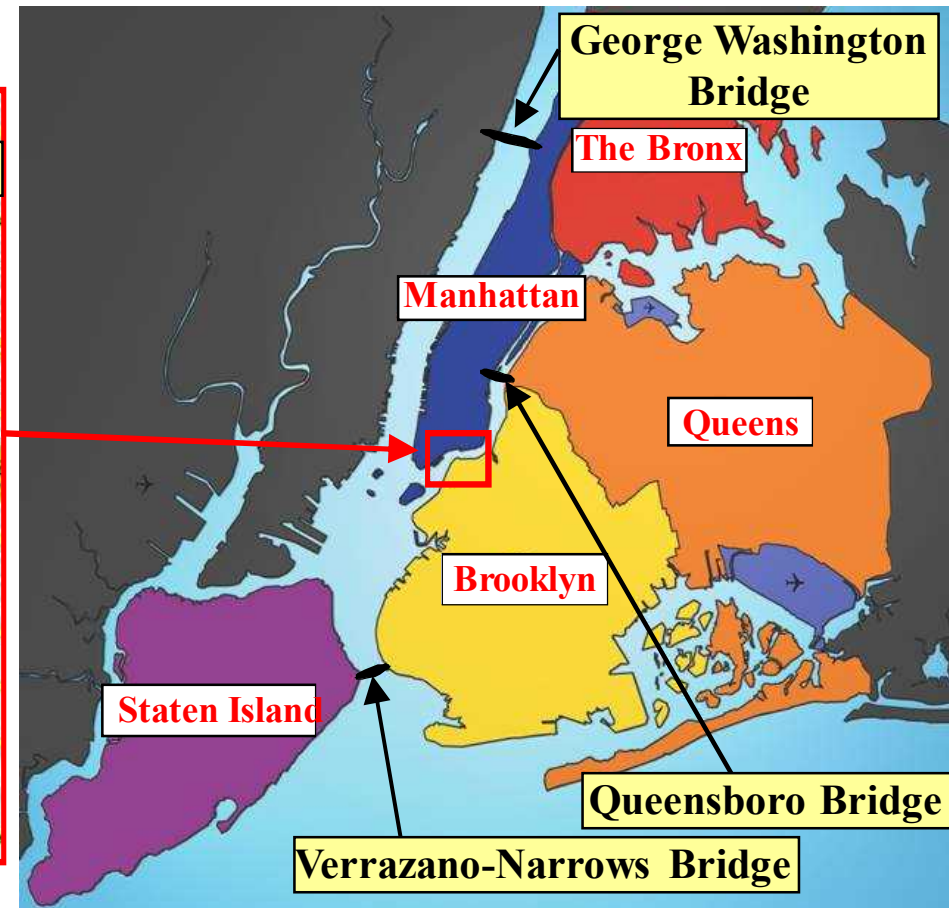 George Washington
Bridge
The Bronx
Manhattan
Queens
Brooklyn
Staten Island
Queensboro Bridge
Verrazano-Narrows Bridge